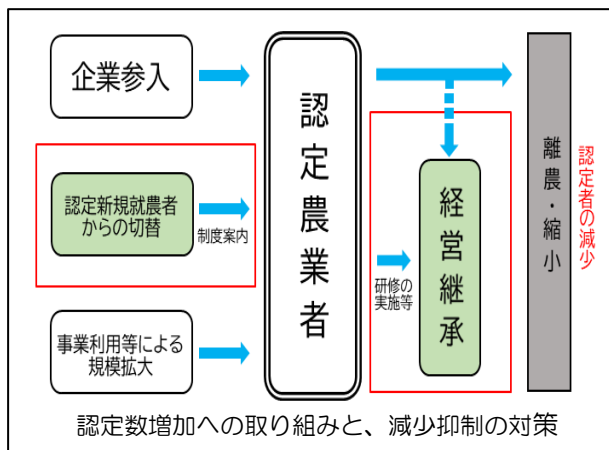 企業参入
認定新規就農者
からの切替
制度案内
事業利用等による
規模拡大
認定農業者
研修の
実施等
経営継承
離農・縮小
認定者の減少
認定数増加への取り組みと、減少抑制の対策